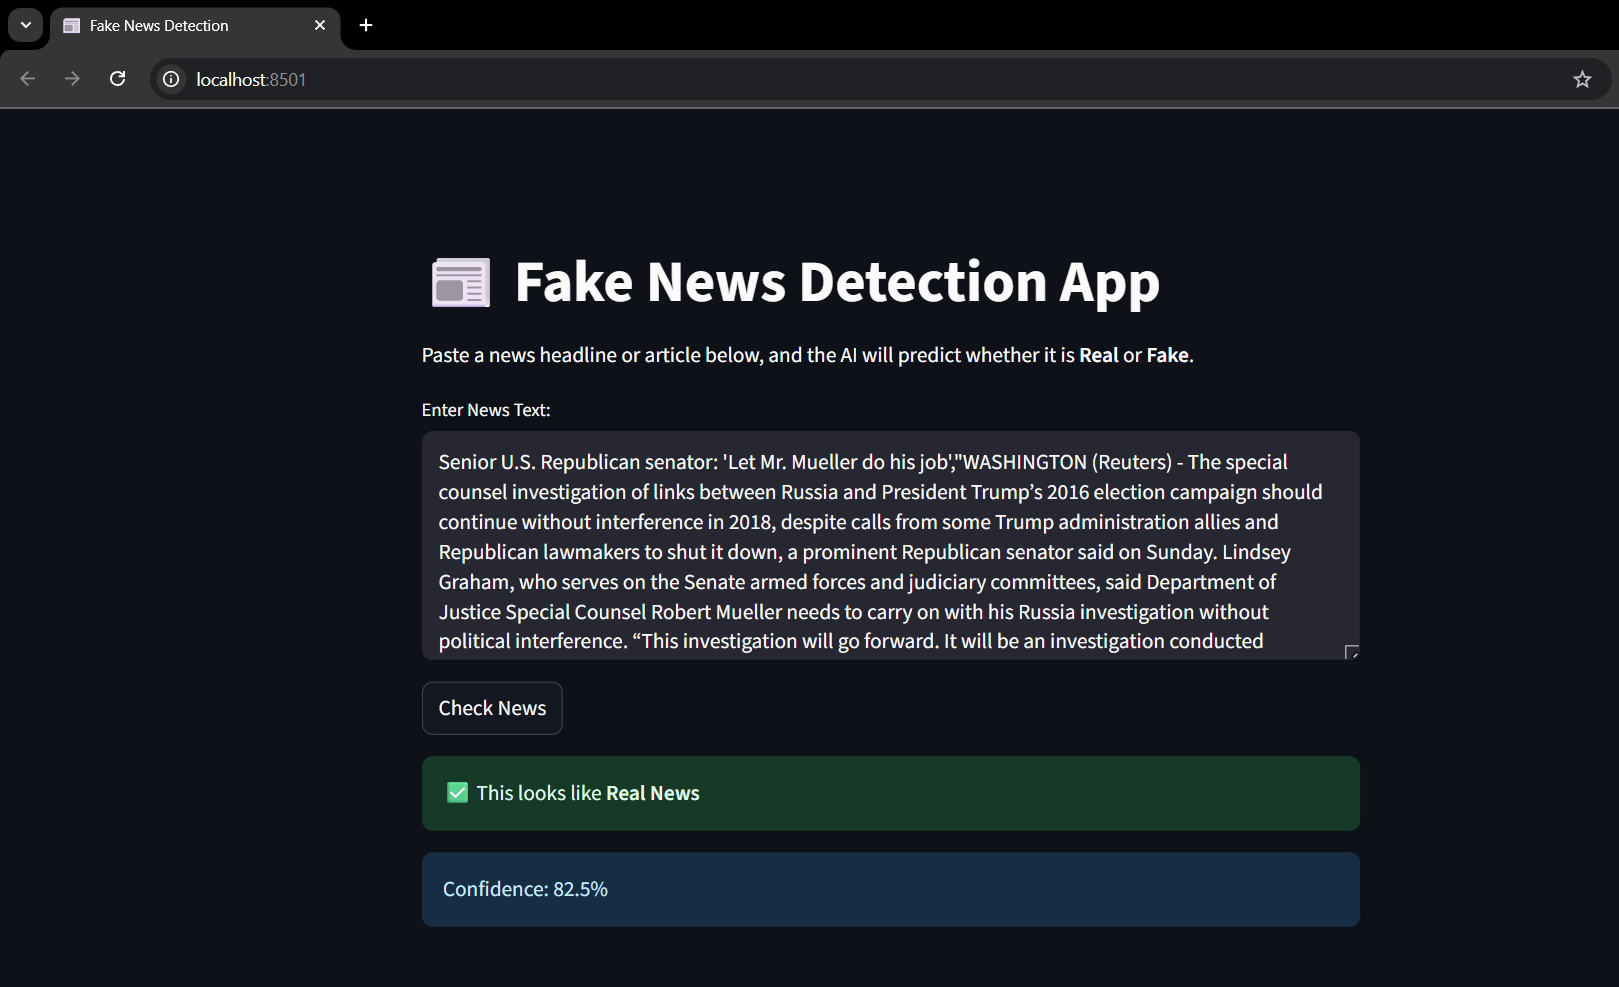 Fake News Detection
localhost:8501
Fake News Detection App
Paste a news headline or article below, and the AI will predict whether it is Real or Fake.
Enter News Text:
Senior U.S. Republican senator: 'Let Mr. Mueller do his job',"WASHINGTON (Reuters) - The special
counsel investigation of links between Russia and President Trump’s 2016 election campaign should
continue without interference in 2018, despite calls from some Trump administration allies and
Republican lawmakers to shut it down, a prominent Republican senator said on Sunday. Lindsey
Graham, who serves on the Senate armed forces and judiciary committees, said Department of
Justice Special Counsel Robert Mueller needs to carry on with his Russia investigation without
political interference. “This investigation will go forward. It will be an investigation conducted
Check News
This looks like Real News
Confidence: 82.5%